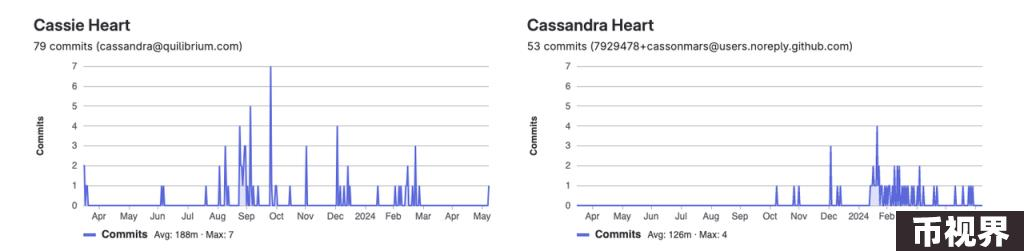 Cassie Heart
79 commits (cassandra@quilibrium.com)
7
6
5
4
3
2
1
0
Commits
Apr May Jun Jul Aug Sep Oct Nov Dec 2024 Feb Mar Apr May
Commits Avg: 188m · Max: 7
Cassandra Heart
53 commits (7929478+cassonmars@users.noreply.github.com)
7
6
5
4
3
2
1
0
Commits
Apr May Jun Jul Aug Sep Oct Nov Dec 2024 Feb
Commits Avg: 126m · Max: 4
币视界